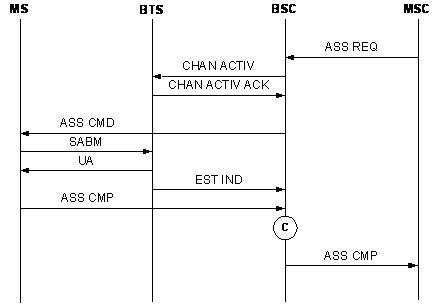 MS BTS BSC MSC
ASS REQ
CHAN ACTIV
CHAN ACTIV ACK
ASS CMD
SABM
UA
EST IND
ASS CMP
C
ASS CMP